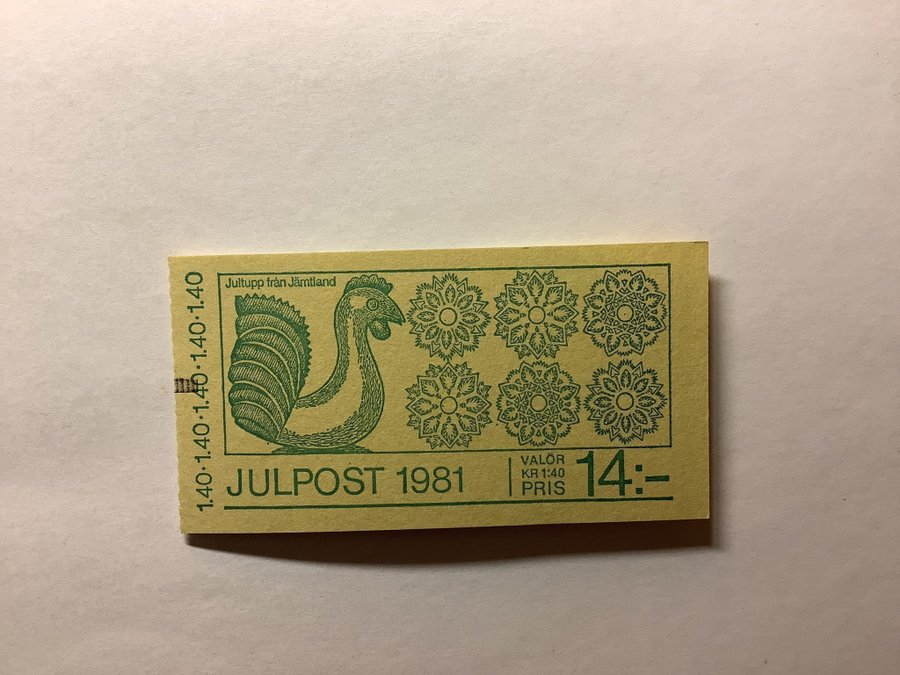 Jultupp från Jämtland
1.40·1.40·1.40·1.40·1.40
JULPOST 1981
VALÖR
KR 1:40
PRIS
14:-